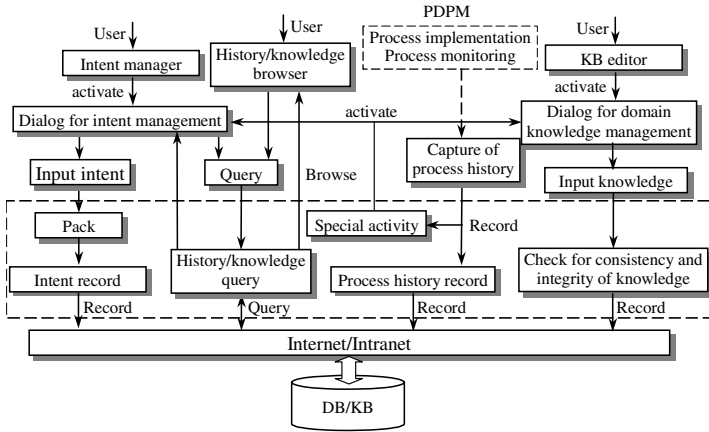 PDPM
User
User
User
Process implementation
Process monitoring
Intent manager
History/knowledge
browser
KB editor
activate
activate
activate
Dialog for intent management
Dialog for domain
knowledge management
Capture of
process history
Input intent
Query
Browse
Input knowledge
Pack
Special activity
Record
Intent record
History/knowledge
query
Process history record
Check for consistency and
integrity of knowledge
Record
Query
Record
Record
Internet/Intranet
DB/KB